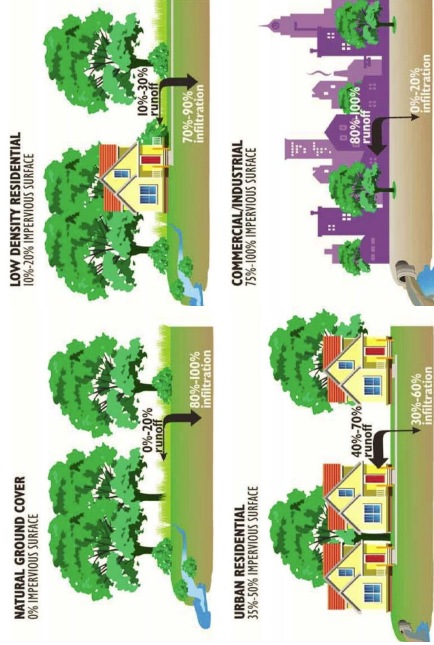 NATURAL GROUND COVER
0% IMPERVIOUS SURFACE
0%-20%
runoff
80%-100%
infiltration
LOW DENSITY RESIDENTIAL
10%-20% IMPERVIOUS SURFACE
10%-30%
runoff
70%-90%
infiltration
URBAN RESIDENTIAL
35%-50% IMPERVIOUS SURFACE
40%-70%
runoff
30%-60%
infiltration
COMMERCIAL/INDUSTRIAL
75%-100% IMPERVIOUS SURFACE
80%-100%
runoff
0%-20%
infiltration